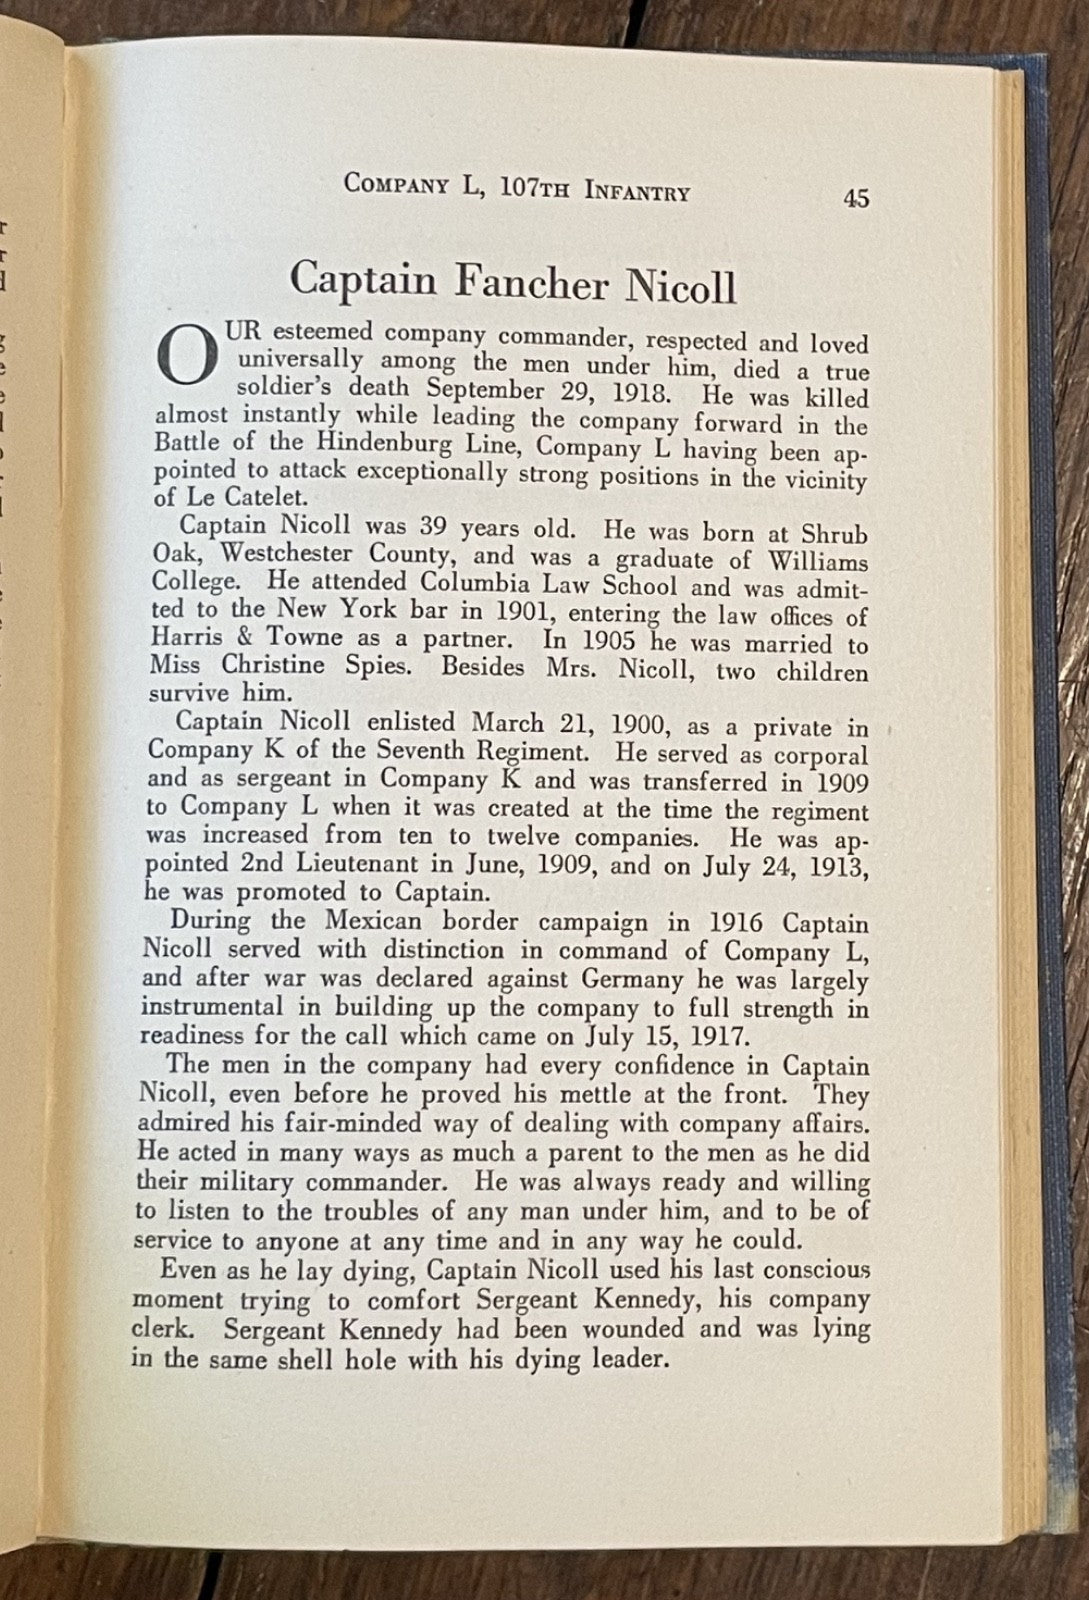 COMPANY L, 107TH INFANTRY 45
Captain Fancher Nicoll
OUR esteemed company commander, respected and loved
universally among the men under him, died a true
soldier's death September 29, 1918. He was killed
almost instantly while leading the company forward in the
Battle of the Hindenburg Line, Company L having been ap-
pointed to attack exceptionally strong positions in the vicinity
of Le Catelet.
Captain Nicoll was 39 years old. He was born at Shrub
Oak, Westchester County, and was a graduate of Williams
College. He attended Columbia Law School and was admit-
ted to the New York bar in 1901, entering the law offices of
Harris & Towne as a partner. In 1905 he was married to
Miss Christine Spies. Besides Mrs. Nicoll, two children
survive him.
Captain Nicoll enlisted March 21, 1900, as a private in
Company K of the Seventh Regiment. He served as corporal
and as sergeant in Company K and was transferred in 1909
to Company L when it was created at the time the regiment
was increased from ten to twelve companies. He was ap-
pointed 2nd Lieutenant in June, 1909, and on July 24, 1913,
he was promoted to Captain.
During the Mexican border campaign in 1916 Captain
Nicoll served with distinction in command of Company L,
and after war was declared against Germany he was largely
instrumental in building up the company to full strength in
readiness for the call which came on July 15, 1917.
The men in the company had every confidence in Captain
Nicoll, even before he proved his mettle at the front. They
admired his fair-minded way of dealing with company affairs.
He acted in many ways as much a parent to the men as he did
their military commander. He was always ready and willing
to listen to the troubles of any man under him, and to be of
service to anyone at any time and in any way he could.
Even as he lay dying, Captain Nicoll used his last conscious
moment trying to comfort Sergeant Kennedy, his company
clerk. Sergeant Kennedy had been wounded and was lying
in the same shell hole with his dying leader.